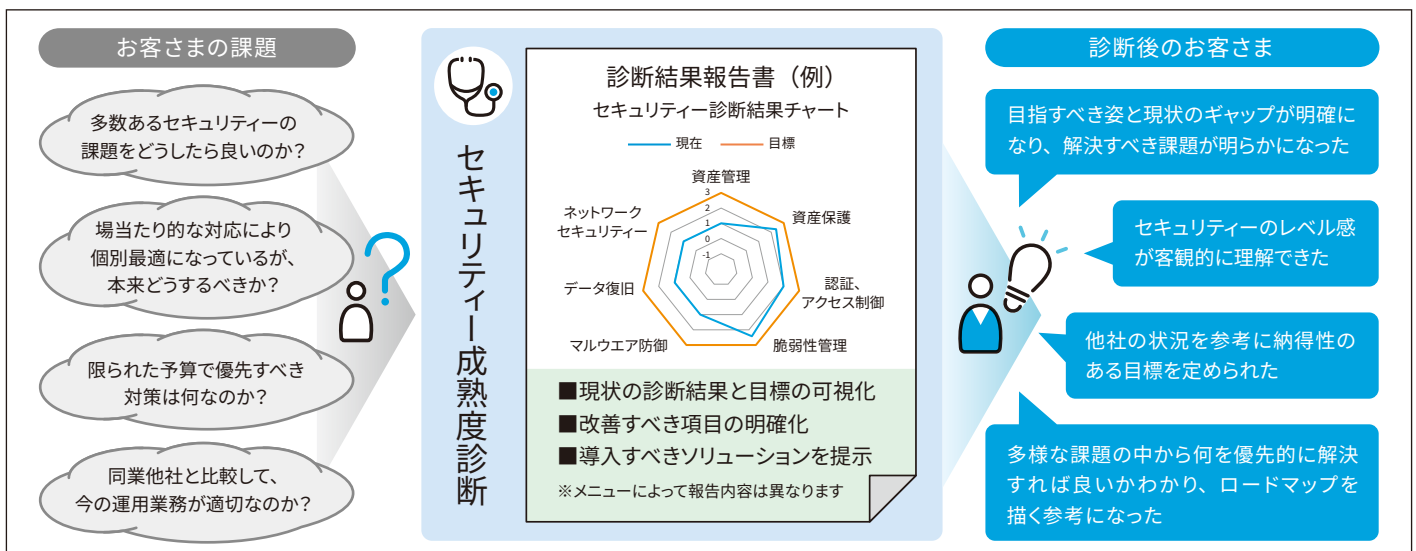 お客さまの課題
多数あるセキュリティーの
課題をどうしたら良いのか?
場当たり的な対応により
個別最適になっているが、
本来どうするべきか?
限られた予算で優先すべき
対策は何なのか?
同業他社と比較して、
今の運用業務が適切なのか?
?
セキュリティー成熟度診断
診断結果報告書（例）
セキュリティー診断結果チャート
現在 目標
資産管理
3
2
1
0
-1
資産保護
認証、
アクセス制御
脆弱性管理
マルウエア防御
データ復旧
ネットワーク
セキュリティー
■現状の診断結果と目標の可視化
■改善すべき項目の明確化
■導入すべきソリューションを提示
※メニューによって報告内容は異なります
診断後のお客さま
目指すべき姿と現状のギャップが明確に
なり、解決すべき課題が明らかになった
セキュリティーのレベル感
が客観的に理解できた
他社の状況を参考に納得性の
ある目標を定められた
多様な課題の中から何を優先的に解決
すれば良いかわかり、ロードマップを
描く参考になった